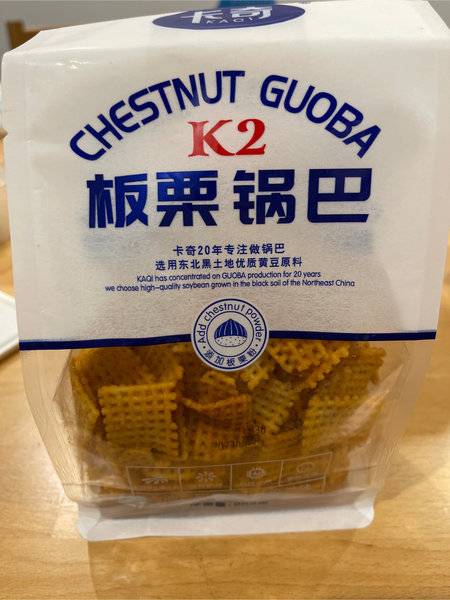 卡奇
KAQI
CHESTNUT GUOBA
K2
板栗锅巴
卡奇20年专注做锅巴
选用东北黑土地优质黄豆原料
KAQI has concentrated on GUOBA production for 20 years
we choose high-quality soybean grown in the black soil of the Northeast China
Add chestnut powder
添加板栗粉